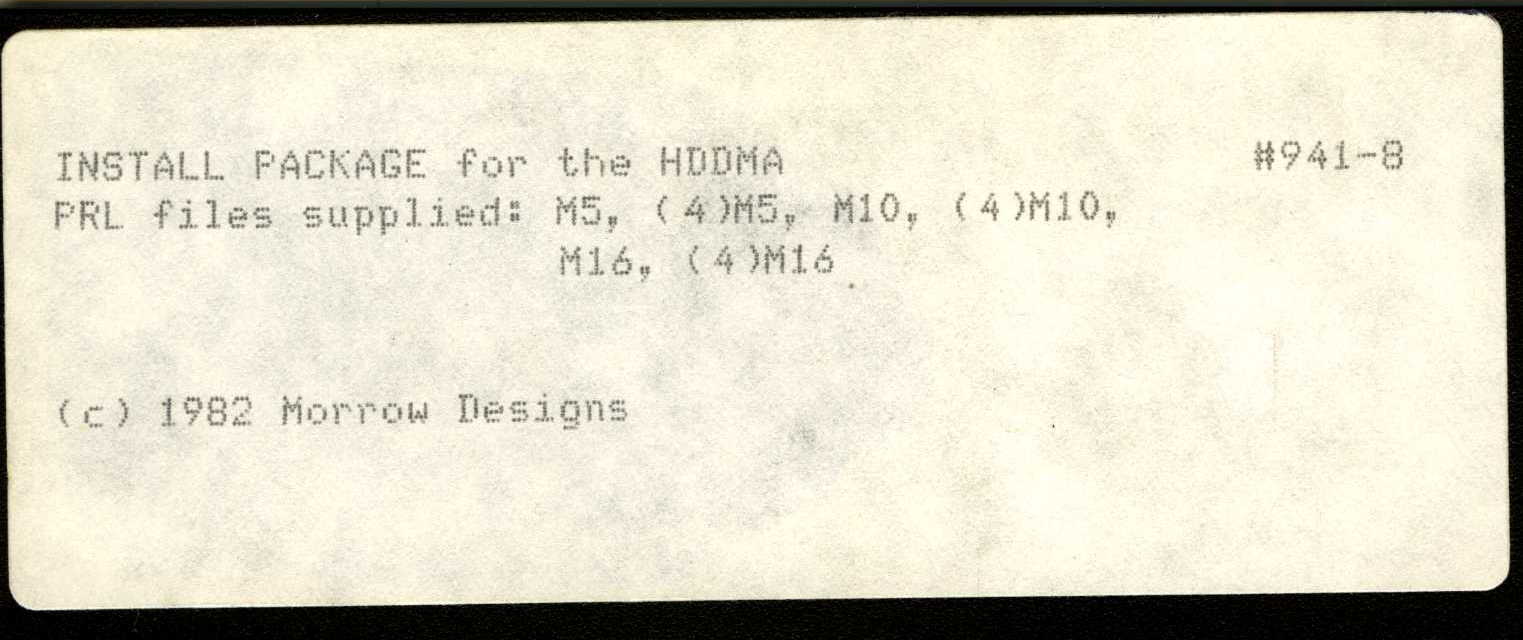 INSTALL PACKAGE for the HDDMA #941-8
PRL files supplied: M5, (4)M5, M10, (4)M10,
M16, (4)M16
(c) 1982 Morrow Designs